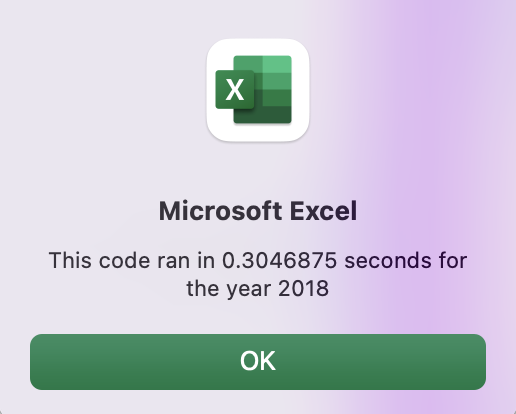 X
Microsoft Excel
This code ran in 0.3046875 seconds for
the year 2018
OK